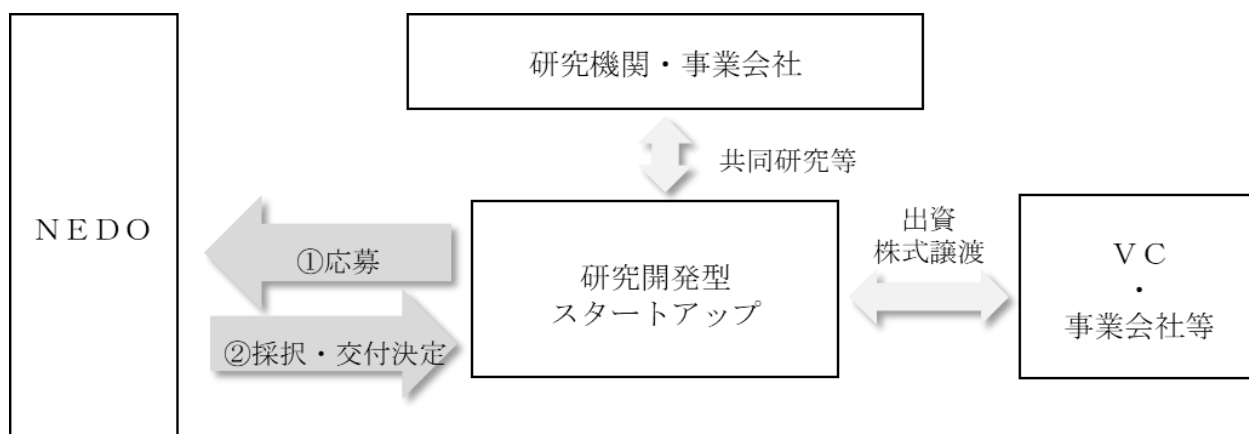 研究機関・事業会社
共同研究等
NEDO
①応募
②採択・交付決定
研究開発型
スタートアップ
出資
株式譲渡
VC
・
事業会社等